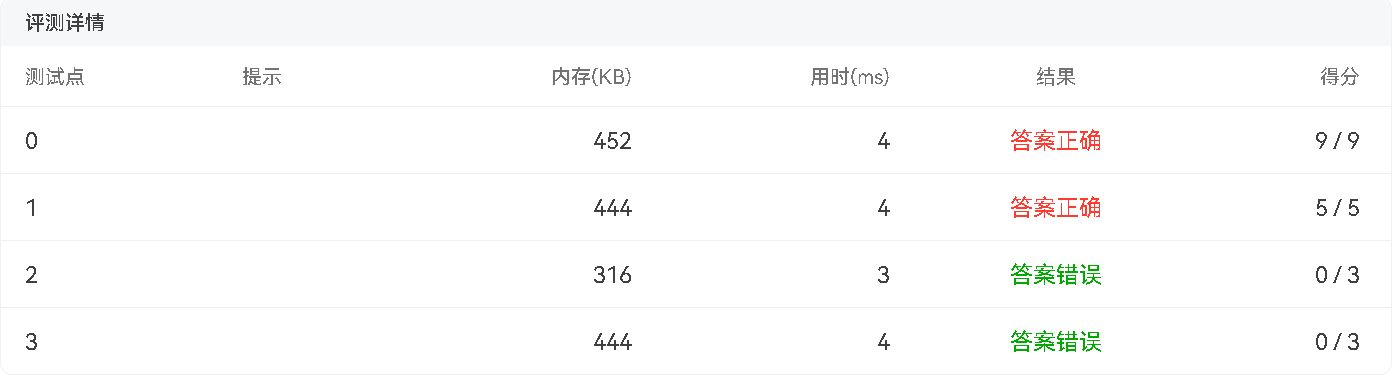 评测详情
测试点 提示 内存(KB) 用时(ms) 结果 得分
0 452 4 答案正确 9 / 9
1 444 4 答案正确 5 / 5
2 316 3 答案错误 0 / 3
3 444 4 答案错误 0 / 3